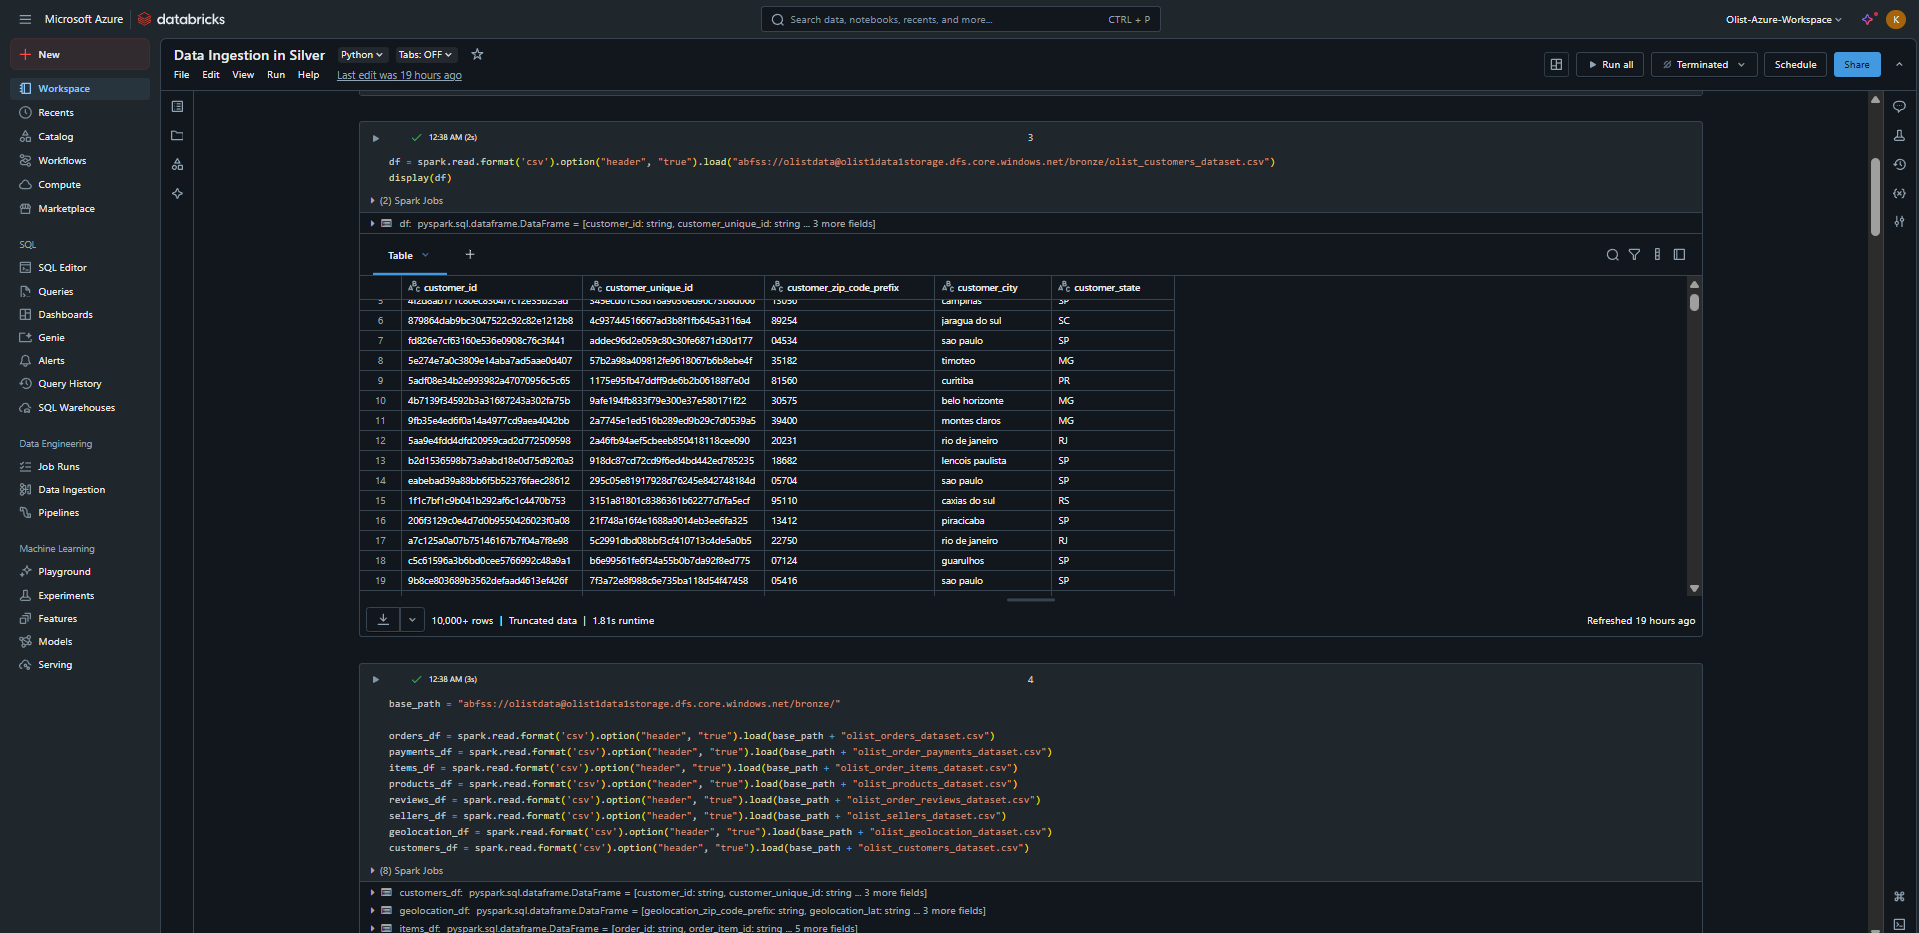 Microsoft Azure databricks
Search data, notebooks, recents, and more... CTRL + P
Olist-Azure-Workspace K
New
Workspace
Recents
Catalog
Workflows
Compute
Marketplace
SQL
SQL Editor
Queries
Dashboards
Genie
Alerts
Query History
SQL Warehouses
Data Engineering
Job Runs
Data Ingestion
Pipelines
Machine Learning
Playground
Experiments
Features
Models
Serving
Data Ingestion in Silver Python Tabs: OFF
File Edit View Run Help Last edit was 19 hours ago
Run all Terminated Schedule Share
12:38 AM (2s) 3
df = spark.read.format('csv').option("header", "true").load("abfss://olistdata@olist1data1storage.dfs.core.windows.net/bronze/olist_customers_dataset.csv")
display(df)
(2) Spark Jobs
df: pyspark.sql.dataframe.DataFrame = [customer_id: string, customer_unique_id: string ... 3 more fields]
Table +
customer_id customer_unique_id customer_zip_code_prefix customer_city customer_state
5 campinas SP
6 879864dab9bc3047522c92c82e1212b8 4c93744516667ad3b8f1fb645a3116a4 89254 jaragua do sul SC
7 fd826e7cf63160e536e0908c76c3f441 addec96d2e059c80c30fe6871d30d177 04534 sao paulo SP
8 5e274e7a0c3809e14aba7ad5aae0d407 57b2a98a409812fe9618067b6b8ebe4f 35182 timoteo MG
9 5adf08e34b2e993982a47070956c5c65 1175e95fb47ddff9de6b2b06188f7e0d 81560 curitiba PR
10 4b7139f34592b3a31687243a302fa75b 9afe194fb833f79e300e37e580171f22 30575 belo horizonte MG
11 9fb35e4ed6f0a14a4977cd9aea4042bb 2a7745e1ed516b289ed9b29c7d0539a5 39400 montes claros MG
12 5aa9e4fdd4dfd20959cad2d772509598 2a46fb94aef5cbeeb850418118cee090 20231 rio de janeiro RJ
13 b2d1536598b73a9abd18e0d75d92f0a3 918dc87cd72cd9f6ed4bd442ed785235 18682 lencois paulista SP
14 eabebad39a88bb6f5b52376faec28612 295c05e81917928d76245e842748184d 05704 sao paulo SP
15 1f1c7bf1c9b041b292af6c1c4470b753 3151a81801c8386361b62277d7fa5ecf 95110 caxias do sul RS
16 206f3129c0e4d7d0b9550426023f0a08 21f748a16f4e1688a9014eb3ee6fa325 13412 piracicaba SP
17 a7c125a0a07b75146167b7f04a7f8e98 5c2991dbd08bbf3cf410713c4de5a0b5 22750 rio de janeiro RJ
18 c5c61596a3b6bd0cee5766992c48a9a1 b6e99561fe6f34a55b0b7da92f8ed775 07124 guarulhos SP
19 9b8ce803689b3562defaad4613ef426f 7f3a72e8f988c6e735ba118d54f47458 05416 sao paulo SP
10,000+ rows | Truncated data | 1.81s runtime Refreshed 19 hours ago
12:38 AM (3s) 4
base_path = "abfss://olistdata@olist1data1storage.dfs.core.windows.net/bronze/"
orders_df = spark.read.format('csv').option("header", "true").load(base_path + "olist_orders_dataset.csv")
payments_df = spark.read.format('csv').option("header", "true").load(base_path + "olist_order_payments_dataset.csv")
items_df = spark.read.format('csv').option("header", "true").load(base_path + "olist_order_items_dataset.csv")
products_df = spark.read.format('csv').option("header", "true").load(base_path + "olist_products_dataset.csv")
reviews_df = spark.read.format('csv').option("header", "true").load(base_path + "olist_order_reviews_dataset.csv")
sellers_df = spark.read.format('csv').option("header", "true").load(base_path + "olist_sellers_dataset.csv")
geolocation_df = spark.read.format('csv').option("header", "true").load(base_path + "olist_geolocation_dataset.csv")
customers_df = spark.read.format('csv').option("header", "true").load(base_path + "olist_customers_dataset.csv")
(8) Spark Jobs
customers_df: pyspark.sql.dataframe.DataFrame = [customer_id: string, customer_unique_id: string ... 3 more fields]
geolocation_df: pyspark.sql.dataframe.DataFrame = [geolocation_zip_code_prefix: string, geolocation_lat: string ... 3 more fields]
items_df: pyspark.sql.dataframe.DataFrame = [order_id: string, order_item_id: string ... 5 more fields]